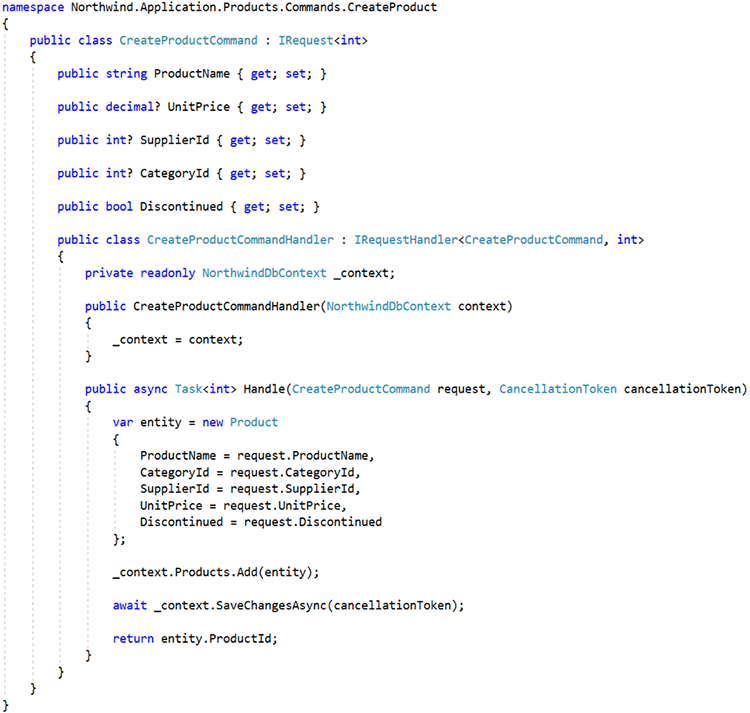 namespace Northwind.Application.Products.Commands.CreateProduct
{
    public class CreateProductCommand : IRequest<int>
    {
        public string ProductName { get; set; }

        public decimal? UnitPrice { get; set; }

        public int? SupplierId { get; set; }

        public int? CategoryId { get; set; }

        public bool Discontinued { get; set; }

        public class CreateProductCommandHandler : IRequestHandler<CreateProductCommand, int>
        {
            private readonly NorthwindDbContext _context;

            public CreateProductCommandHandler(NorthwindDbContext context)
            {
                _context = context;
            }

            public async Task<int> Handle(CreateProductCommand request, CancellationToken cancellationToken)
            {
                var entity = new Product
                {
                    ProductName = request.ProductName,
                    CategoryId = request.CategoryId,
                    SupplierId = request.SupplierId,
                    UnitPrice = request.UnitPrice,
                    Discontinued = request.Discontinued
                };

                _context.Products.Add(entity);

                await _context.SaveChangesAsync(cancellationToken);

                return entity.ProductId;
            }
        }
    }
}